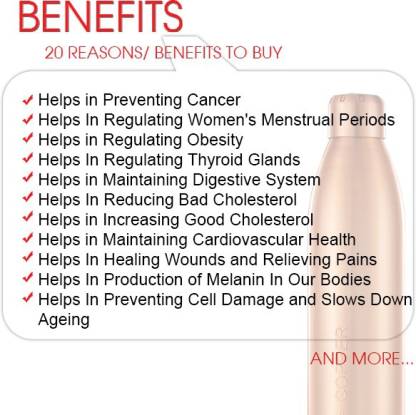 BENEFITS
20 REASONS/ BENEFITS TO BUY
Helps in Preventing Cancer
Helps In Regulating Women's Menstrual Periods
Helps in Regulating Obesity
Helps In Regulating Thyroid Glands
Helps in Maintaining Digestive System
Helps In Reducing Bad Cholesterol
Helps in Increasing Good Cholesterol
Helps in Maintaining Cardiovascular Health
Helps In Healing Wounds and Relieving Pains
Helps In Production of Melanin In Our Bodies
Helps In Preventing Cell Damage and Slows Down
Ageing
AND MORE...
COPPER